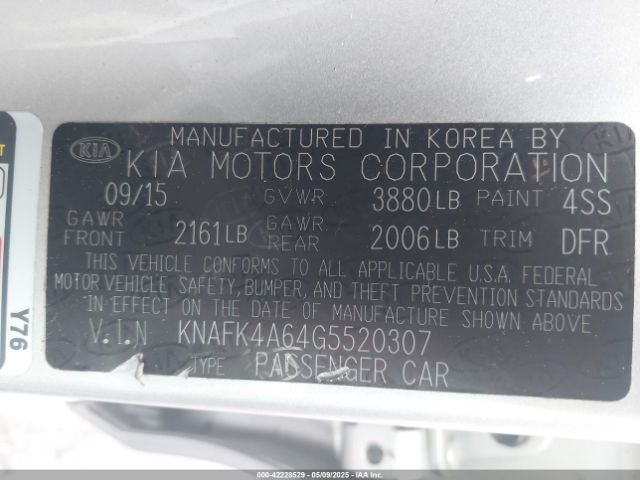 MANUFACTURED IN KOREA BY
KIA KIA MOTORS CORPORATION
09/15 GVWR 3880LB PAINT 4SS
GAWR FRONT 2161LB GAWR REAR 2006LB TRIM DFR
THIS VEHICLE CONFORMS TO ALL APPLICABLE U.S.A. FEDERAL
MOTOR VEHICLE SAFETY, BUMPER, AND THEFT PREVENTION STANDARDS
IN EFFECT ON THE DATE OF MANUFACTURE SHOWN ABOVE
V.I.N KNAFK4A64G5520307
TYPE PASSENGER CAR
Y76
000-42228529 - 05/09/2025 - IAA Inc.